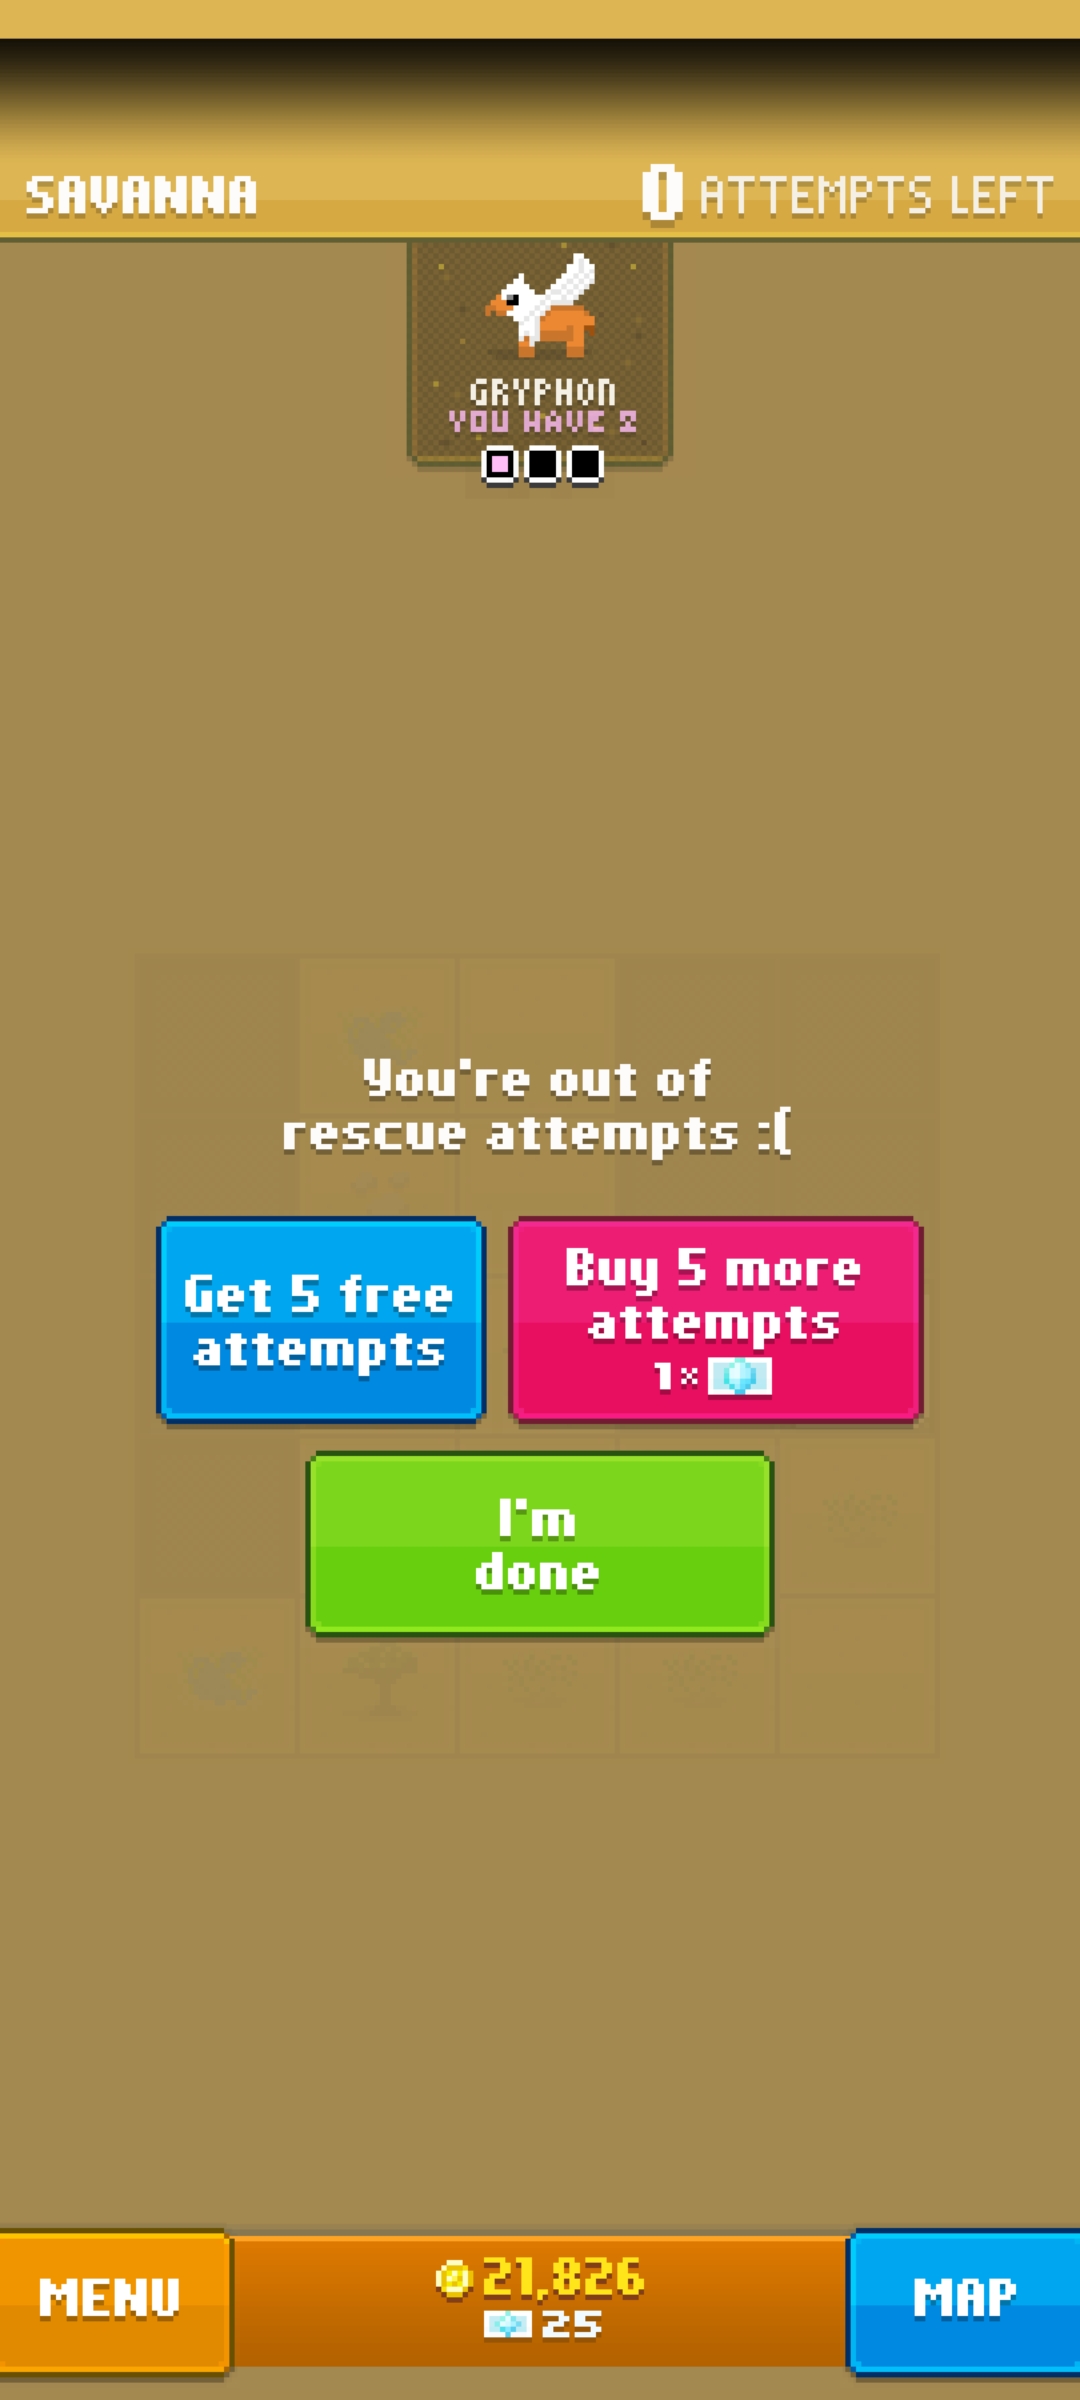 SAVANNA
0 ATTEMPTS LEFT
GRYPHON
YOU HAVE 2
You're out of
rescue attempts :(
Get 5 free
attempts
Buy 5 more
attempts
1×
I'm
done
MENU
21,826
25
MAP